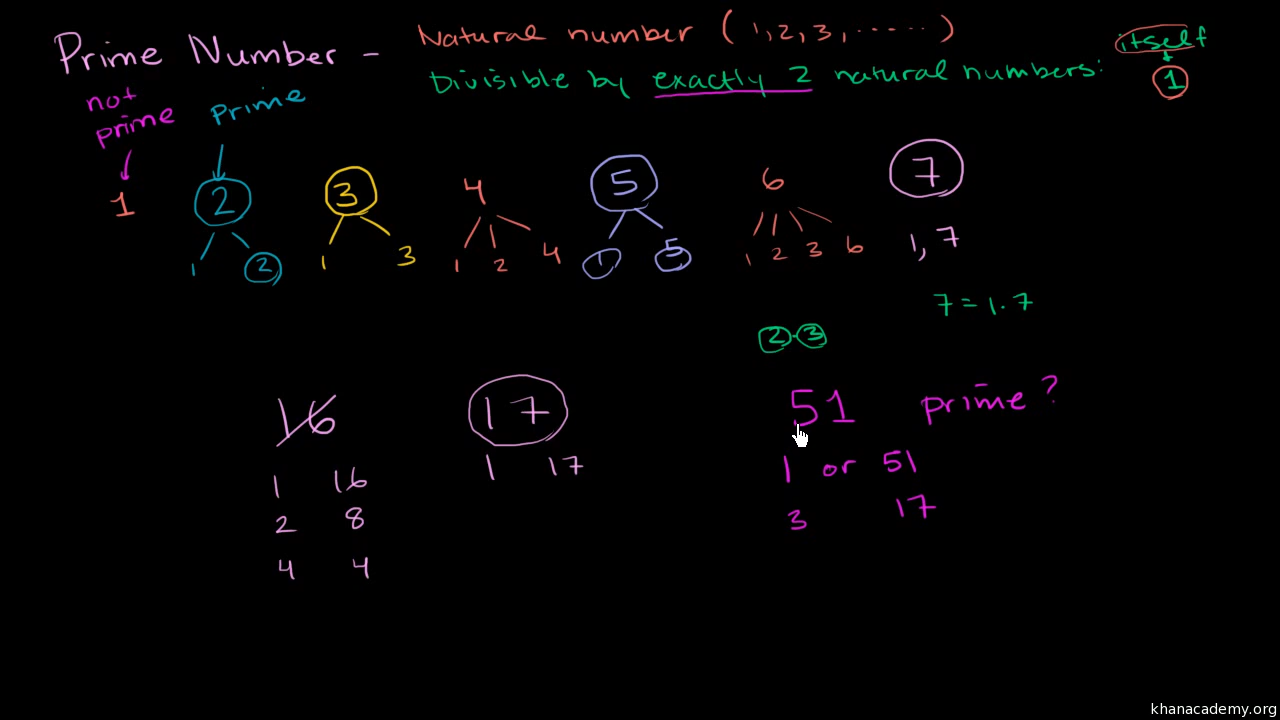 Prime Number - Natural number (1,2,3,......)
Divisible by exactly 2 natural numbers: itself + 1
not prime
prime
1 2 3 4 5 6 7
1 2 1 3 1 2 4 1 5 1 2 3 6 1,7
7 = 1·7
2·3
16 17 51 prime?
1 16 1 17 1 or 51
2 8 3 17
4 4
khanacademy.org